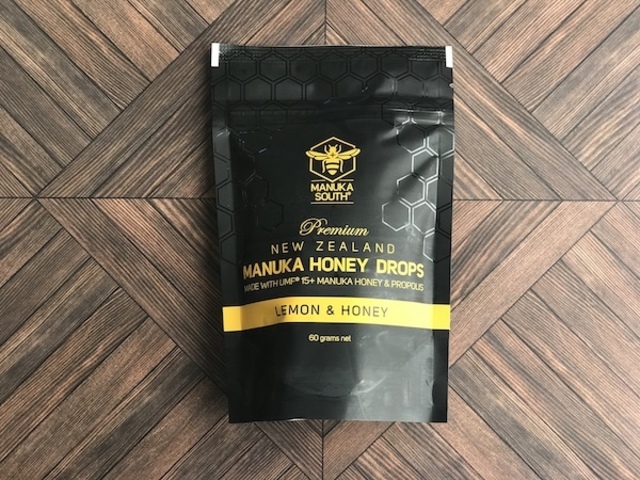 MANUKA
SOUTH®
Premium
NEW ZEALAND
MANUKA HONEY DROPS
MADE WITH UMF® 15+ MANUKA HONEY & PROPOLIS
LEMON & HONEY
60 grams net